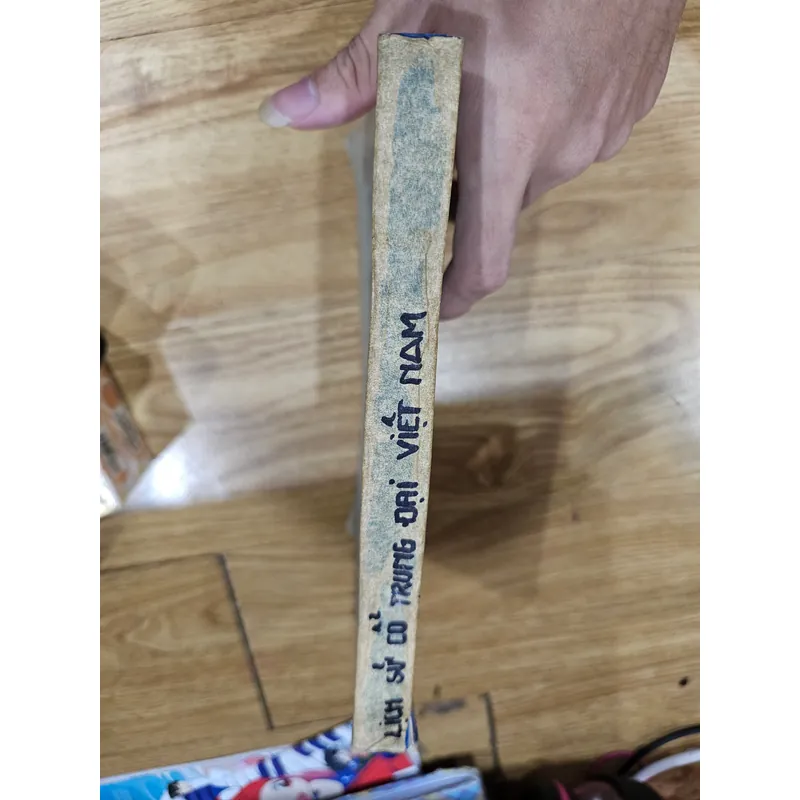 LỊCH SỬ CỔ TRUNG ĐẠI VIỆT NAM